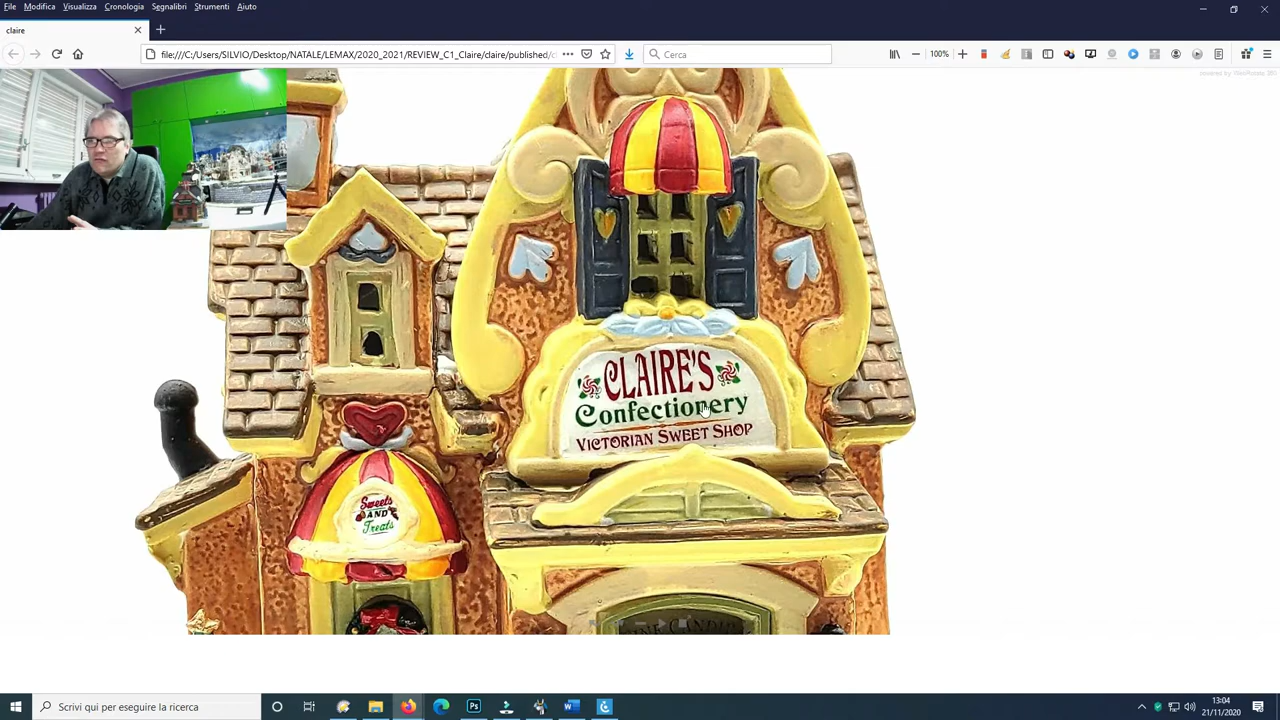 File Modifica Visualizza Cronologia Segnalibri Strumenti Aiuto
claire
file:///C:/Users/SILVIO/Desktop/NATALE/LEMAX/2020_2021/REVIEW_C1_Claire/claire/published/
Cerca
100%
CLAIRE'S
Confectionery
VICTORIAN SWEET SHOP
Sweets
AND
Treats
Scrivi qui per eseguire la ricerca
13:04
21/11/2020